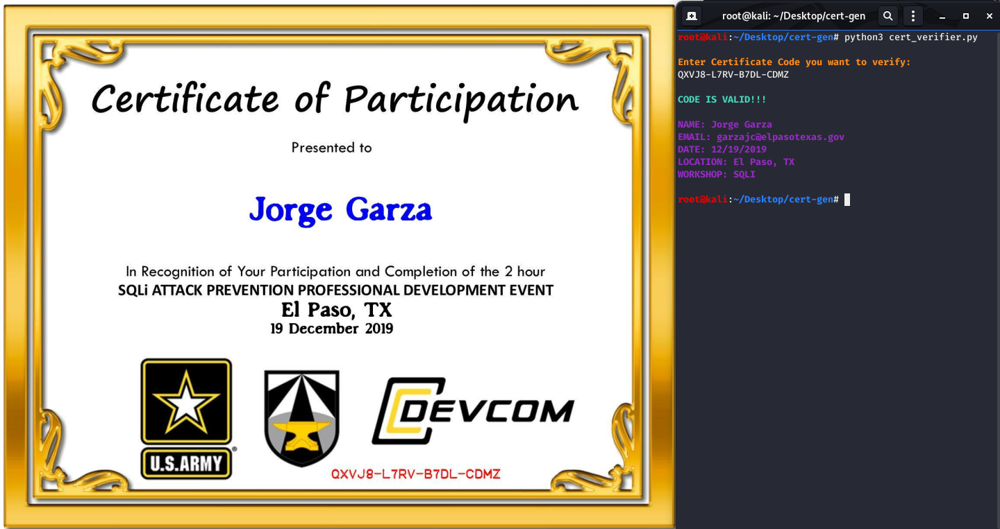 Certificate of Participation
Presented to
Jorge Garza
In Recognition of Your Participation and Completion of the 2 hour
SQLi ATTACK PREVENTION PROFESSIONAL DEVELOPMENT EVENT
El Paso, TX
19 December 2019
U.S.ARMY®
DEVCOM
QXVJ8-L7RV-B7DL-CDMZ
root@kali: ~/Desktop/cert-gen
root@kali:~/Desktop/cert-gen# python3 cert_verifier.py
Enter Certificate Code you want to verify:
QXVJ8-L7RV-B7DL-CDMZ
CODE IS VALID!!!
NAME: Jorge Garza
EMAIL: garzajc@elpasotexas.gov
DATE: 12/19/2019
LOCATION: El Paso, TX
WORKSHOP: SQLI
root@kali:~/Desktop/cert-gen#